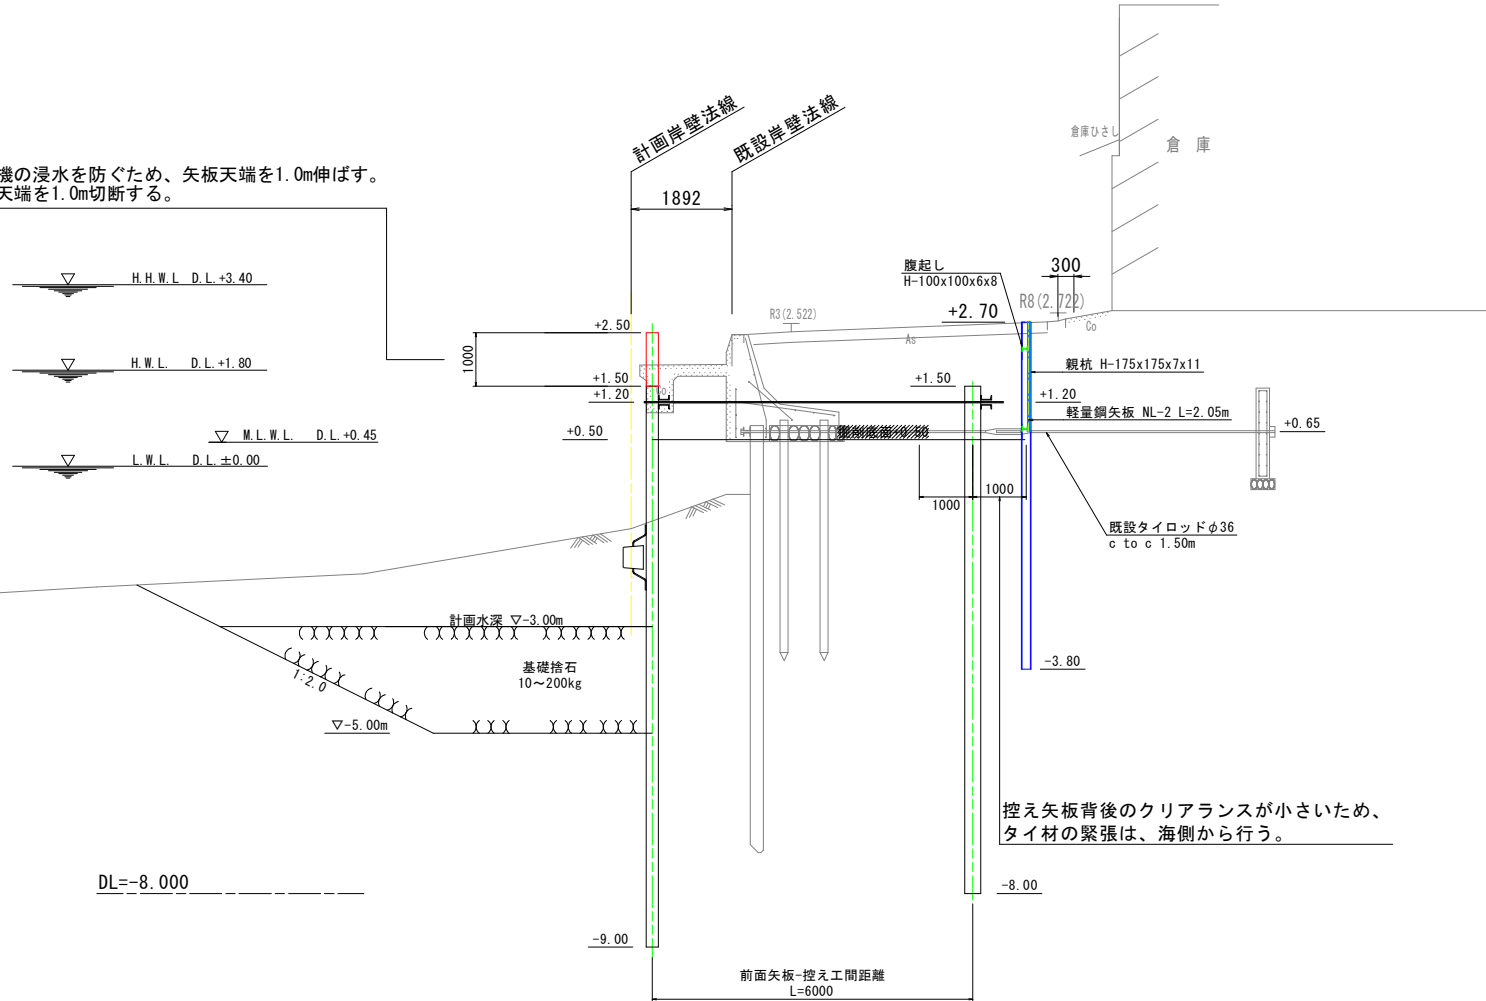 計画岸壁法線
既設岸壁法線
機の浸水を防ぐため、矢板天端を1.0m伸ばす。
天端を1.0m切断する。
1892
倉庫ひさし
倉 庫
H.H.W.L D.L.+3.40
腹起し
H-100x100x6x8
300
R8(2.722)
+2.70
R3(2.522)
As
Co
+2.50
1000
H.W.L. D.L.+1.80
親杭 H-175x175x7x11
+1.50
+1.50
Co
+1.20
+1.20
軽量鋼矢板 NL-2 L=2.05m
M.L.W.L. D.L.+0.45
+0.50
掘削底面+0.50
+0.65
L.W.L. D.L.±0.00
1000
1000
既設タイロッドφ36
c to c 1.50m
計画水深 ▽-3.00m
基礎捨石
10～200kg
1:2.0
-3.80
▽-5.00m
控え矢板背後のクリアランスが小さいため、
タイ材の緊張は、海側から行う。
DL=-8.000
-8.00
-9.00
前面矢板-控え工間距離
L=6000